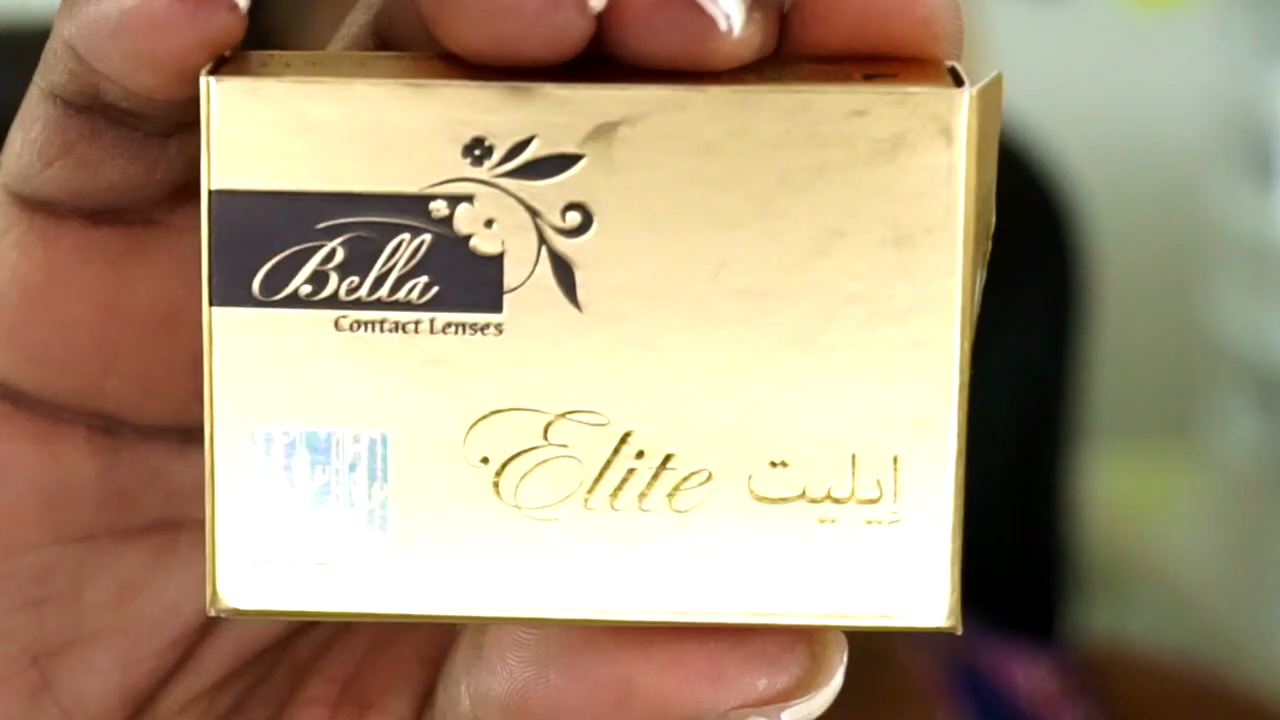 Bella
Contact Lenses
Elite إيليت